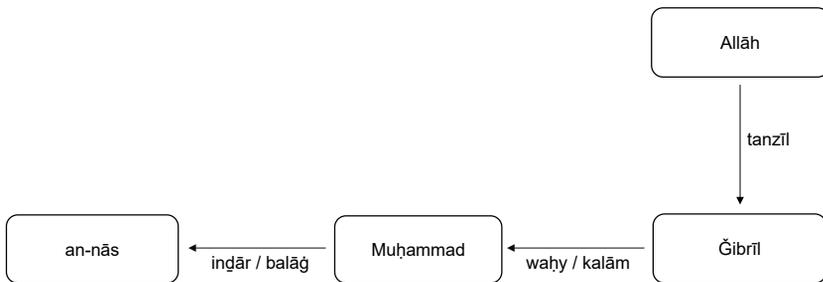 Allāh
tanzīl
an-nās
inḏār / balāġ
Muḥammad
waḥy / kalām
Ǧibrīl